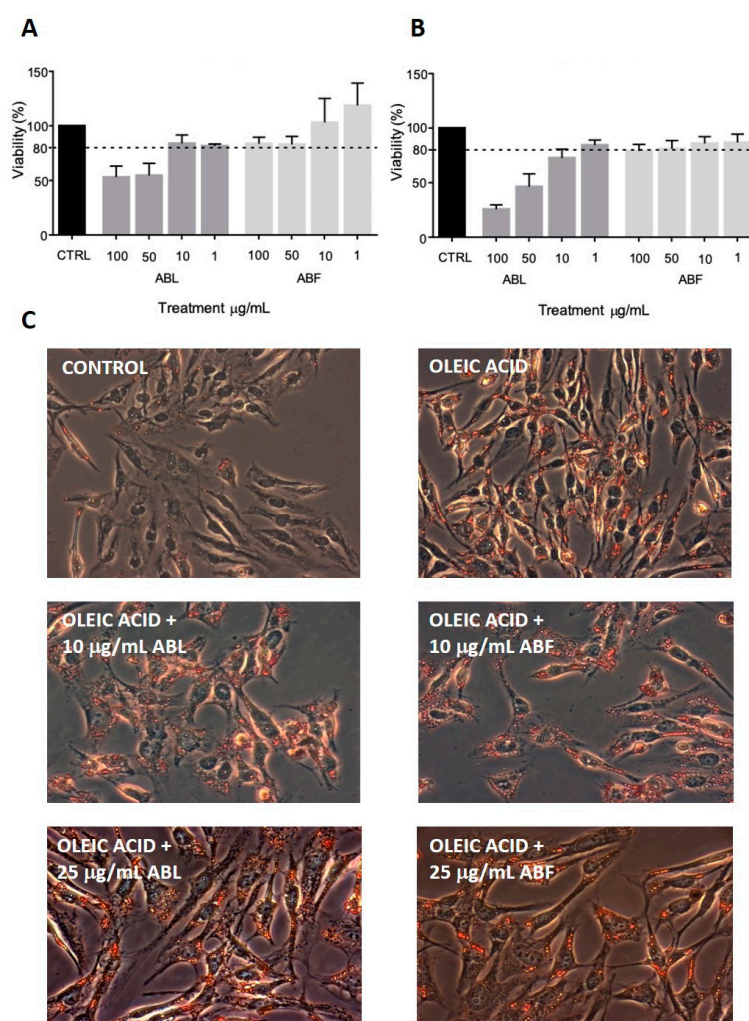 A
B
150
100
80
50
0
Viability (%)
CTRL
100 50 10 1
ABL
100 50 10 1
ABF
Treatment µg/mL
150
100
80
50
0
Viability (%)
CTRL
100 50 10 1
ABL
100 50 10 1
ABF
Treatment µg/mL
C
CONTROL
OLEIC ACID
OLEIC ACID +
10 µg/mL ABL
OLEIC ACID +
10 µg/mL ABF
OLEIC ACID +
25 µg/mL ABL
OLEIC ACID +
25 µg/mL ABF